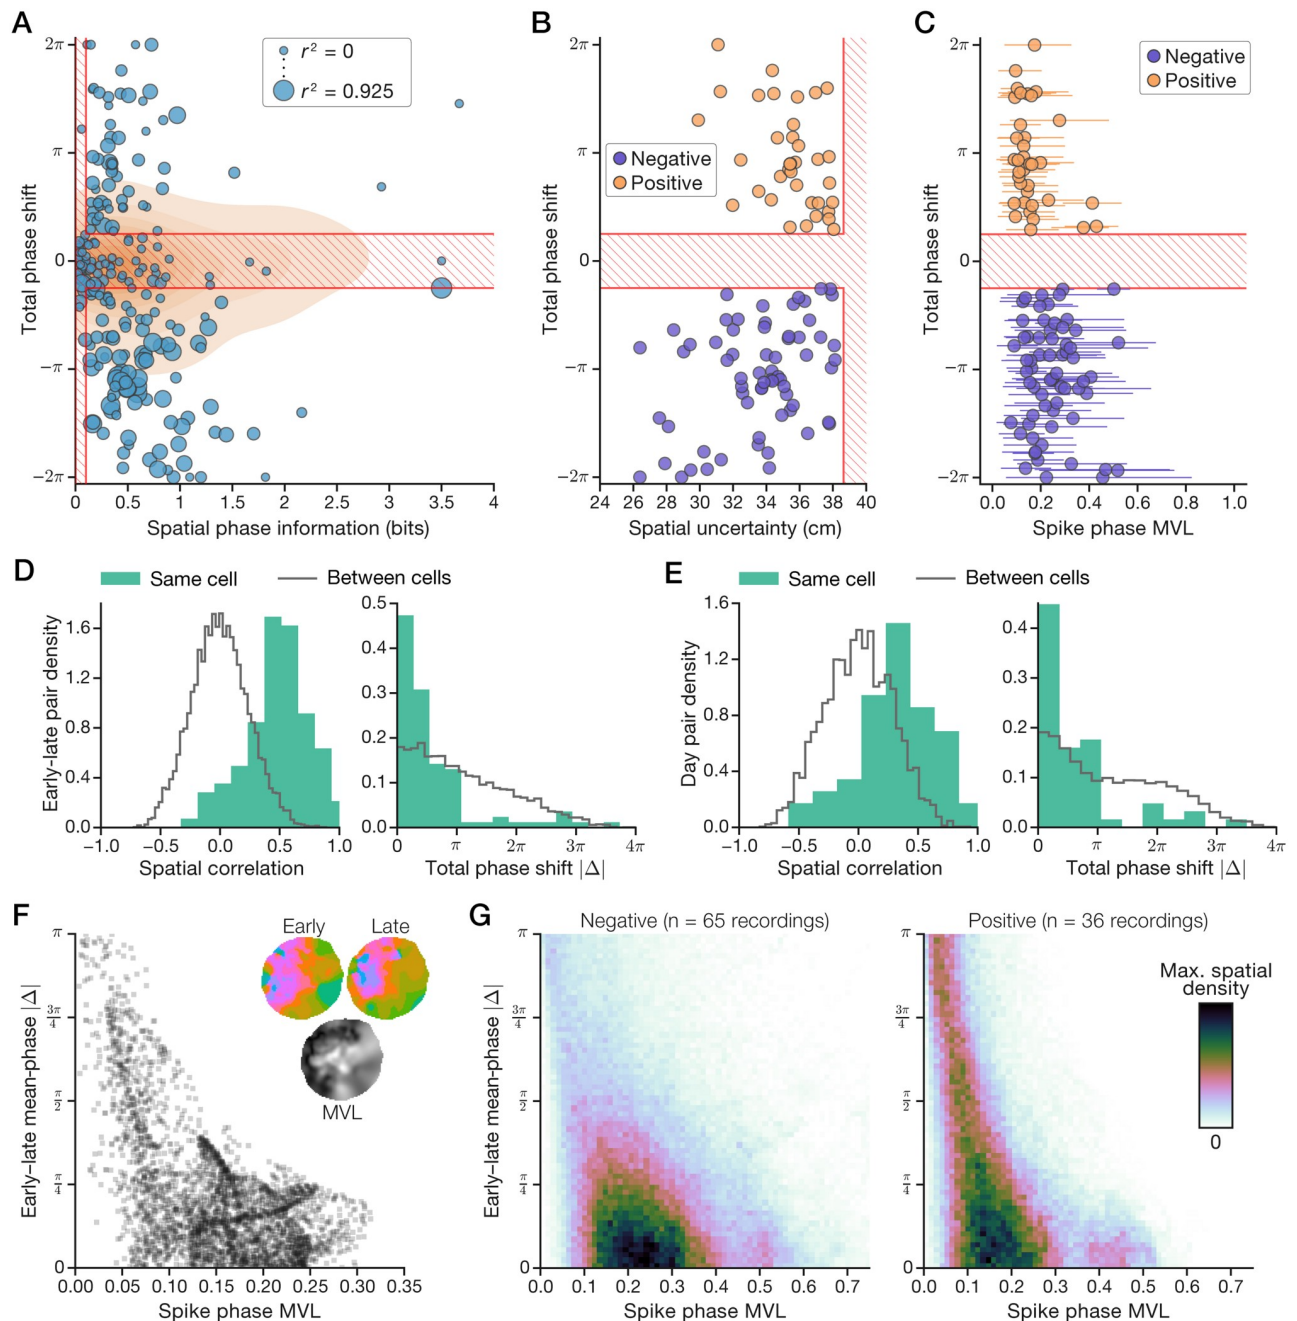 A
2π
π
0
−π
−2π
Total phase shift
r² = 0
r² = 0.925
0 0.5 1.0 1.5 2 2.5 3 3.5 4
Spatial phase information (bits)
B
2π
π
0
−π
−2π
Total phase shift
Negative
Positive
24 26 28 30 32 34 36 38 40
Spatial uncertainty (cm)
C
2π
π
0
−π
−2π
Total phase shift
Negative
Positive
0.0 0.2 0.4 0.6 0.8 1.0
Spike phase MVL
D
Same cell
Between cells
1.6
1.2
0.8
0.4
0.0
Early–late pair density
−1.0 −0.5 0.0 0.5 1.0
Spatial correlation
0.5
0.4
0.3
0.2
0.1
0.0
0 π 2π 3π 4π
Total phase shift |Δ|
E
Same cell
Between cells
1.6
1.2
0.8
0.4
0.0
Day pair density
−1.0 −0.5 0.0 0.5 1.0
Spatial correlation
0.4
0.3
0.2
0.1
0.0
0 π 2π 3π 4π
Total phase shift |Δ|
F
π
3π/4
π/2
π/4
0
Early–late mean-phase |Δ|
Early Late
MVL
0.00 0.05 0.10 0.15 0.20 0.25 0.30 0.35
Spike phase MVL
G
Negative (n = 65 recordings)
π
3π/4
π/2
π/4
0
Early–late mean-phase |Δ|
0.0 0.1 0.2 0.3 0.4 0.5 0.6 0.7
Spike phase MVL
Positive (n = 36 recordings)
π
3π/4
π/2
π/4
0
Max. spatial
density
0
0.0 0.1 0.2 0.3 0.4 0.5 0.6 0.7
Spike phase MVL